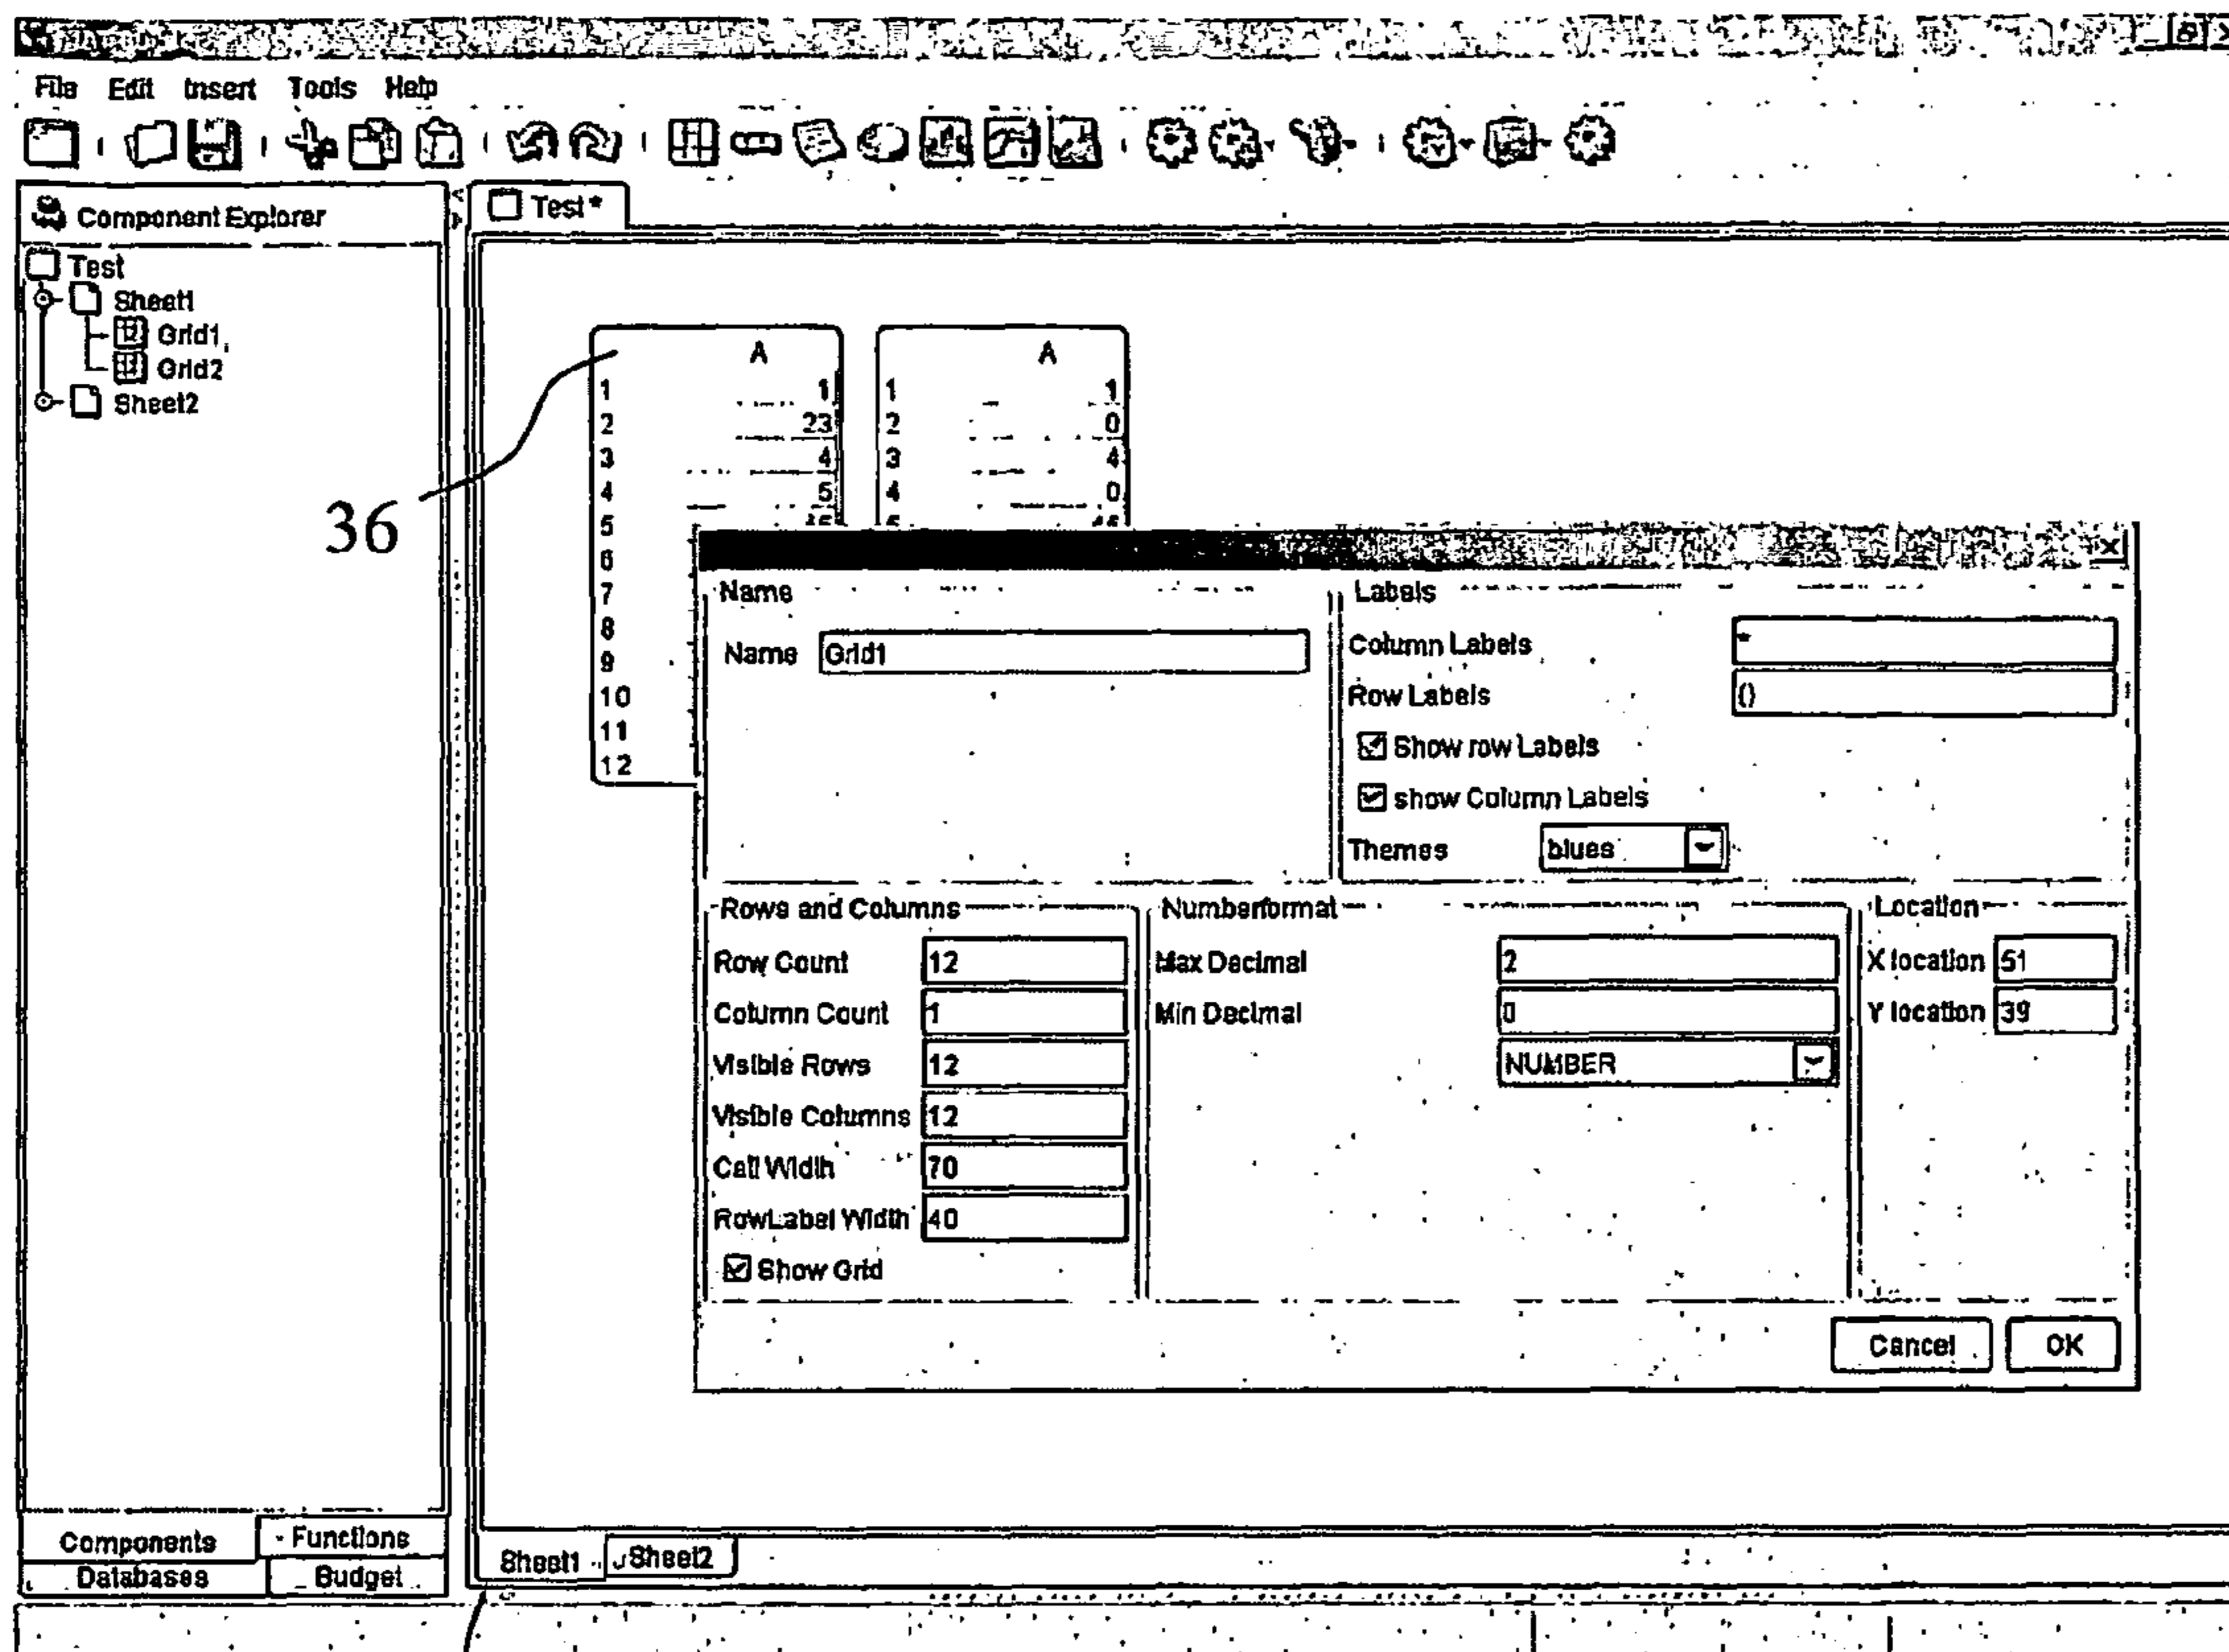 File Edit Insert Tools Help
Component Explorer
Test*
Test
Sheet1
Grid1
Grid2
Sheet2
36
A
1 1
2 23
3 4
4 5
5
6
7
8
9
10
11
12
A
1 1
2 0
3 4
4 0
Name
Name Grid1
Labels
Column Labels *
Row Labels ()
Show row Labels
show Column Labels
Themes blues
Rows and Columns
Row Count 12
Column Count 1
Visible Rows 12
Visible Columns 12
Cell Width 70
RowLabel Width 40
Show Grid
Numberformat
Max Decimal 2
Min Decimal 0
NUMBER
Location
X location 51
Y location 39
Cancel OK
Components Functions
Databases Budget
Sheet1 Sheet2